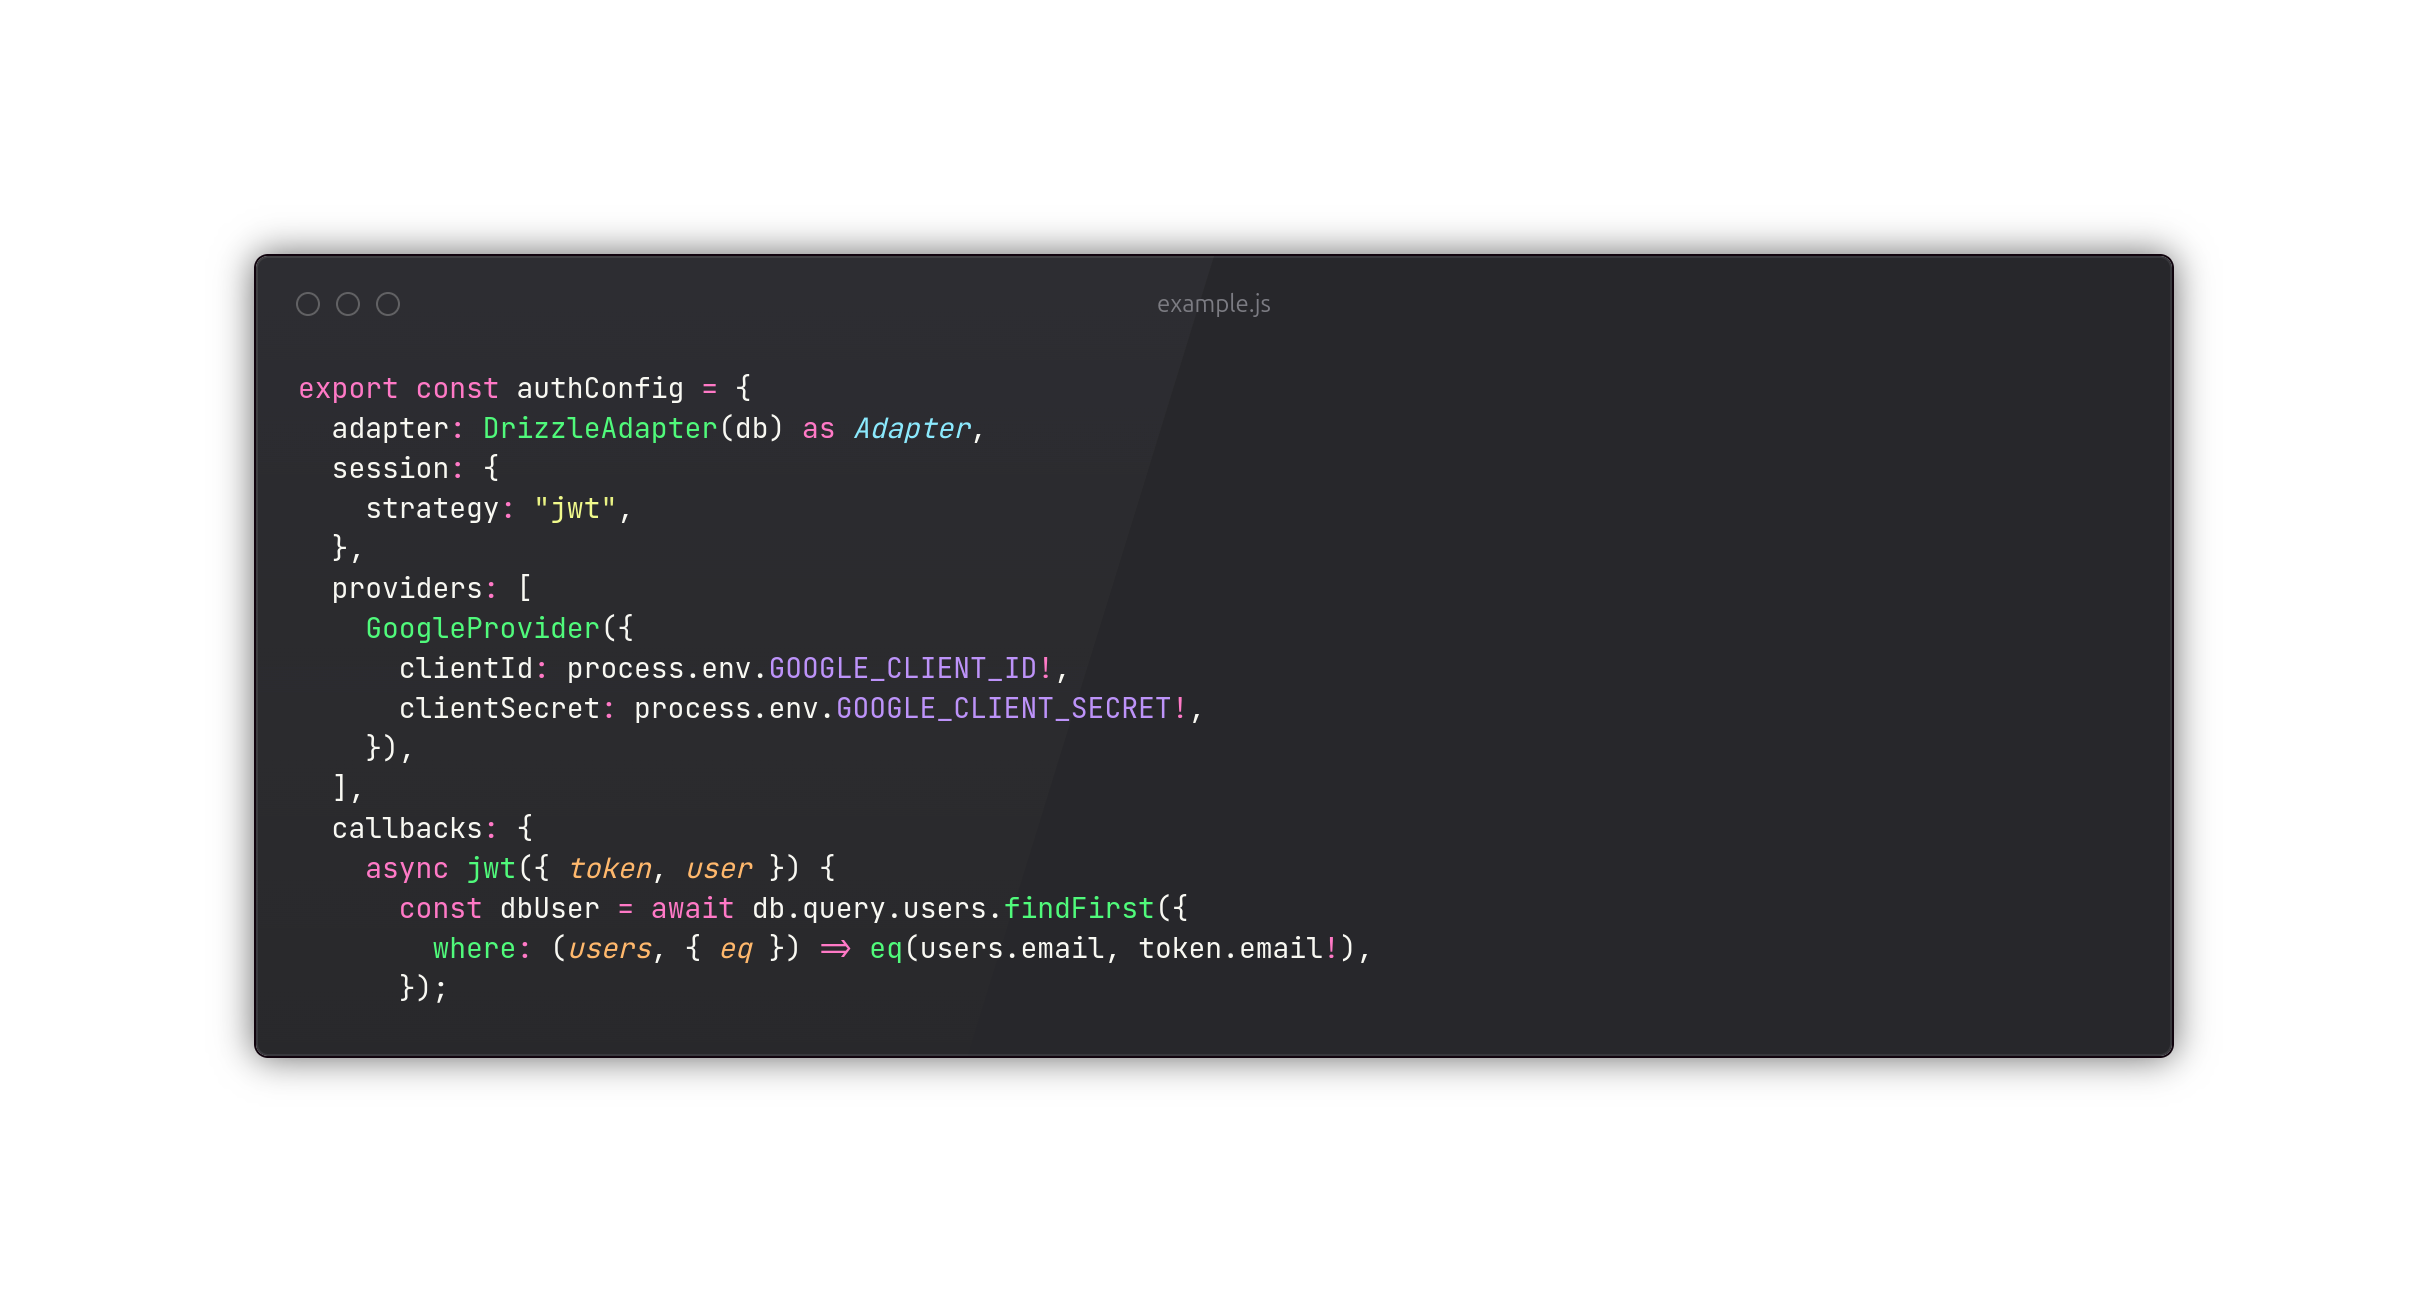 example.js
export const authConfig = {
  adapter: DrizzleAdapter(db) as Adapter,
  session: {
    strategy: "jwt",
  },
  providers: [
    GoogleProvider({
      clientId: process.env.GOOGLE_CLIENT_ID!,
      clientSecret: process.env.GOOGLE_CLIENT_SECRET!,
    }),
  ],
  callbacks: {
    async jwt({ token, user }) {
      const dbUser = await db.query.users.findFirst({
        where: (users, { eq }) => eq(users.email, token.email!),
      });